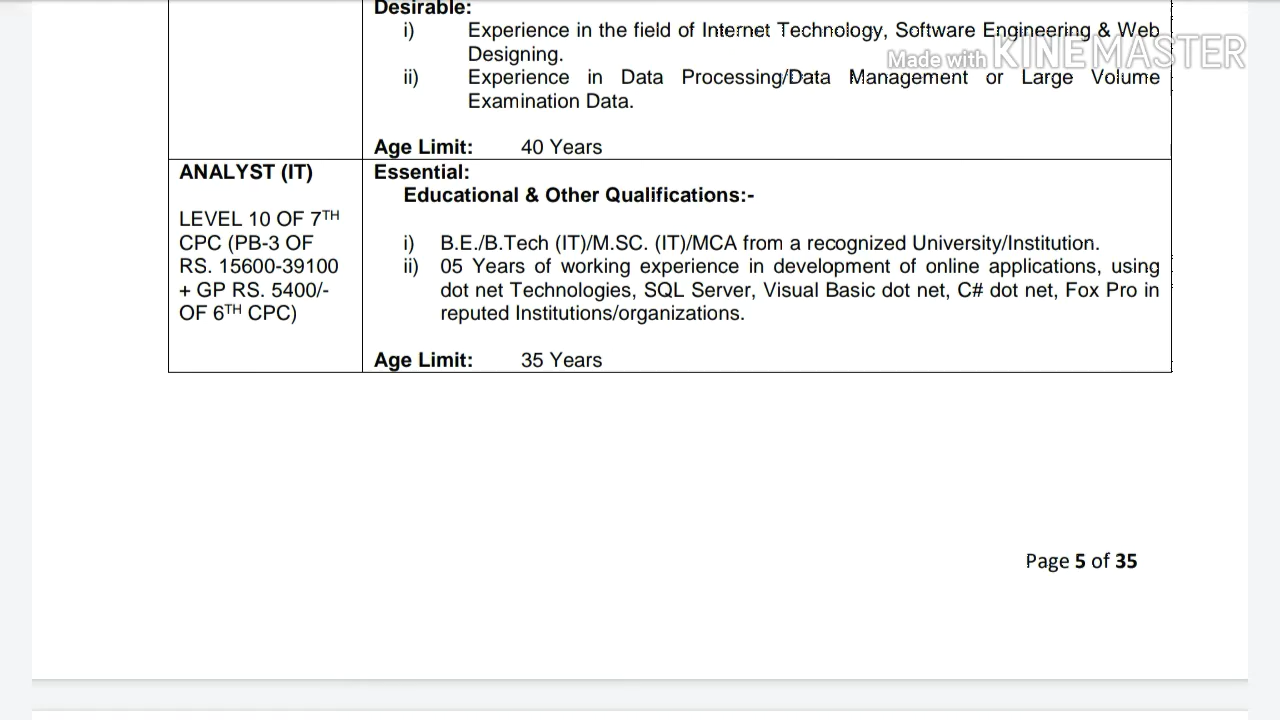 Desirable:
i) Experience in the field of Internet Technology, Software Engineering & Web
Designing.
ii) Experience in Data Processing/Data Management or Large Volume
Examination Data.
Age Limit: 40 Years
Made with KINEMASTER
ANALYST (IT)
LEVEL 10 OF 7TH
CPC (PB-3 OF
RS. 15600-39100
+ GP RS. 5400/-
OF 6TH CPC)
Essential:
Educational & Other Qualifications:-
i) B.E./B.Tech (IT)/M.SC. (IT)/MCA from a recognized University/Institution.
ii) 05 Years of working experience in development of online applications, using
dot net Technologies, SQL Server, Visual Basic dot net, C# dot net, Fox Pro in
reputed Institutions/organizations.
Age Limit: 35 Years
Page 5 of 35